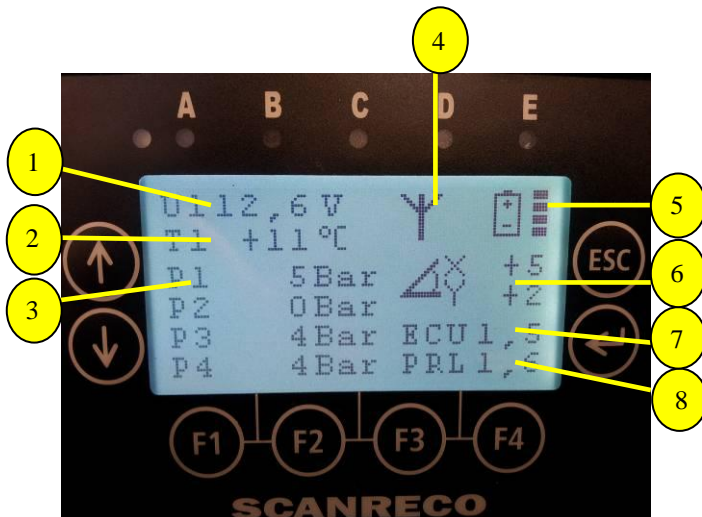 4
A B C D E
1
U1 12,6 V
5
2
T1 +11°C
ESC
+5
6
3
P1 5Bar
+2
P2 0Bar
P3 4Bar ECU1,5
7
P4 4Bar PRL1,6
8
F1 F2 F3 F4
SCANRECO